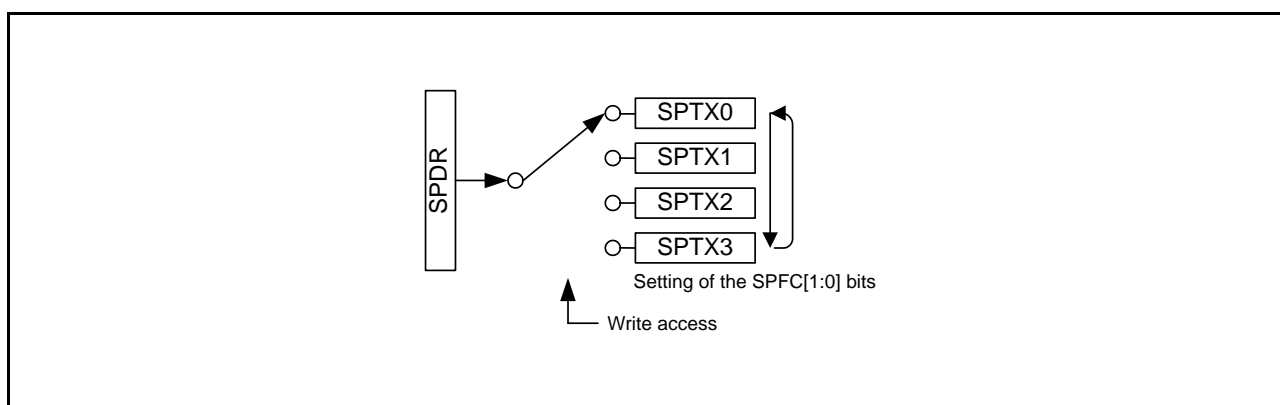 SPDR
SPTX0
SPTX1
SPTX2
SPTX3
Setting of the SPFC[1:0] bits
Write access